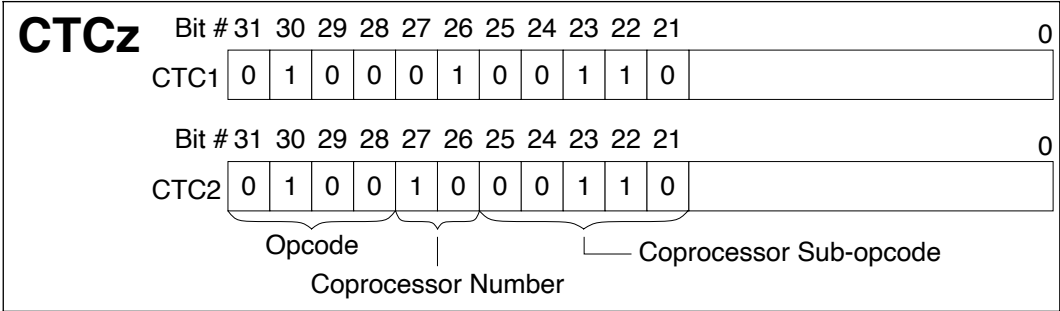 CTCz Bit # 31 30 29 28 27 26 25 24 23 22 21 0
CTC1 0 1 0 0 0 1 0 0 1 1 0
Bit # 31 30 29 28 27 26 25 24 23 22 21 0
CTC2 0 1 0 0 1 0 0 0 1 1 0
Opcode Coprocessor Sub-opcode
Coprocessor Number